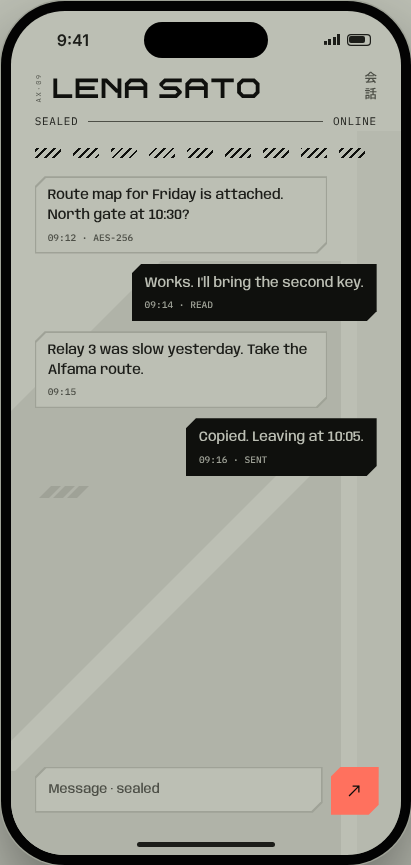 9:41
AX-09
LENA SATO
会話
SEALED
ONLINE
Route map for Friday is attached.
North gate at 10:30?
09:12 · AES-256
Works. I'll bring the second key.
09:14 · READ
Relay 3 was slow yesterday. Take the
Alfama route.
09:15
Copied. Leaving at 10:05.
09:16 · SENT
Message · sealed